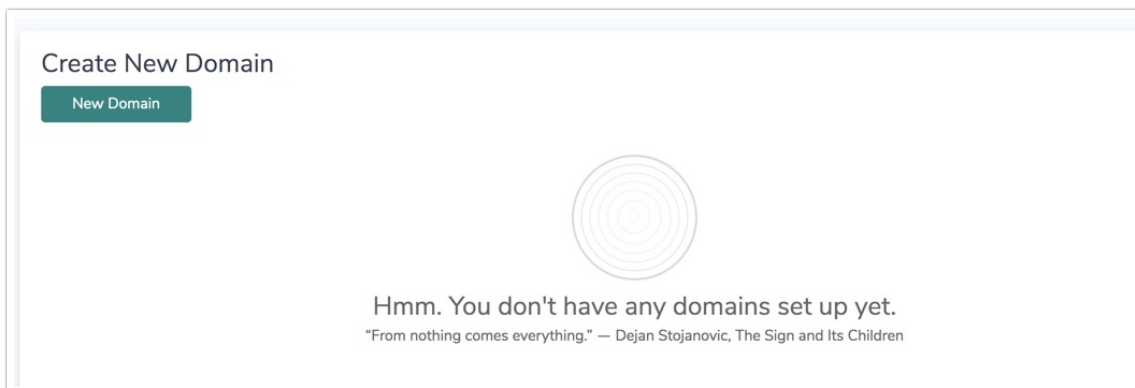 Create New Domain
New Domain
Hmm. You don't have any domains set up yet.
“From nothing comes everything.” — Dejan Stojanovic, The Sign and Its Children